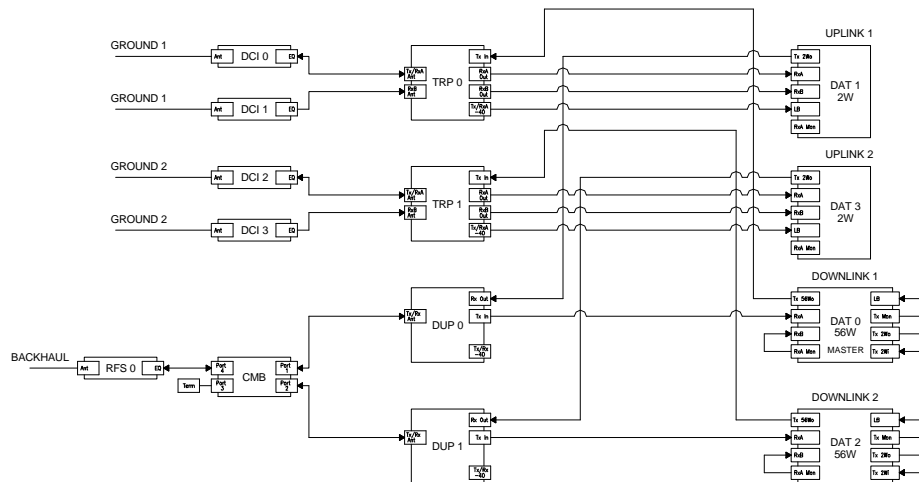 UPLINK 1
GROUND 1
Ant
DCI 0
EQ
Tx In
Tx 2Wo
Tx/RxA
Ant
TRP 0
RxA
Out
RxA
DAT 1
2W
GROUND 1
Ant
DCI 1
EQ
RxB
Ant
RxB
Out
RxB
Tx/RxA
-40
LB
RxA Mon
UPLINK 2
GROUND 2
Ant
DCI 2
EQ
Tx In
Tx 2Wo
Tx/RxA
Ant
TRP 1
RxA
Out
RxA
DAT 3
2W
GROUND 2
Ant
DCI 3
EQ
RxB
Ant
RxB
Out
RxB
Tx/RxA
-40
LB
RxA Mon
DOWNLINK 1
Rx Out
Tx 56Wo
LB
Tx/Rx
Ant
DUP 0
Tx In
RxA
DAT 0
56W
MASTER
Tx Mon
RxB
Tx 2Wo
Tx/Rx
-40
RxA Mon
Tx 2Wi
BACKHAUL
Ant
RFS 0
EQ
Port
4
CMB
Port
1
Term
Port
3
Port
2
DOWNLINK 2
Rx Out
Tx 56Wo
LB
Tx/Rx
Ant
DUP 1
Tx In
RxA
DAT 2
56W
Tx Mon
RxB
Tx 2Wo
Tx/Rx
-40
RxA Mon
Tx 2Wi